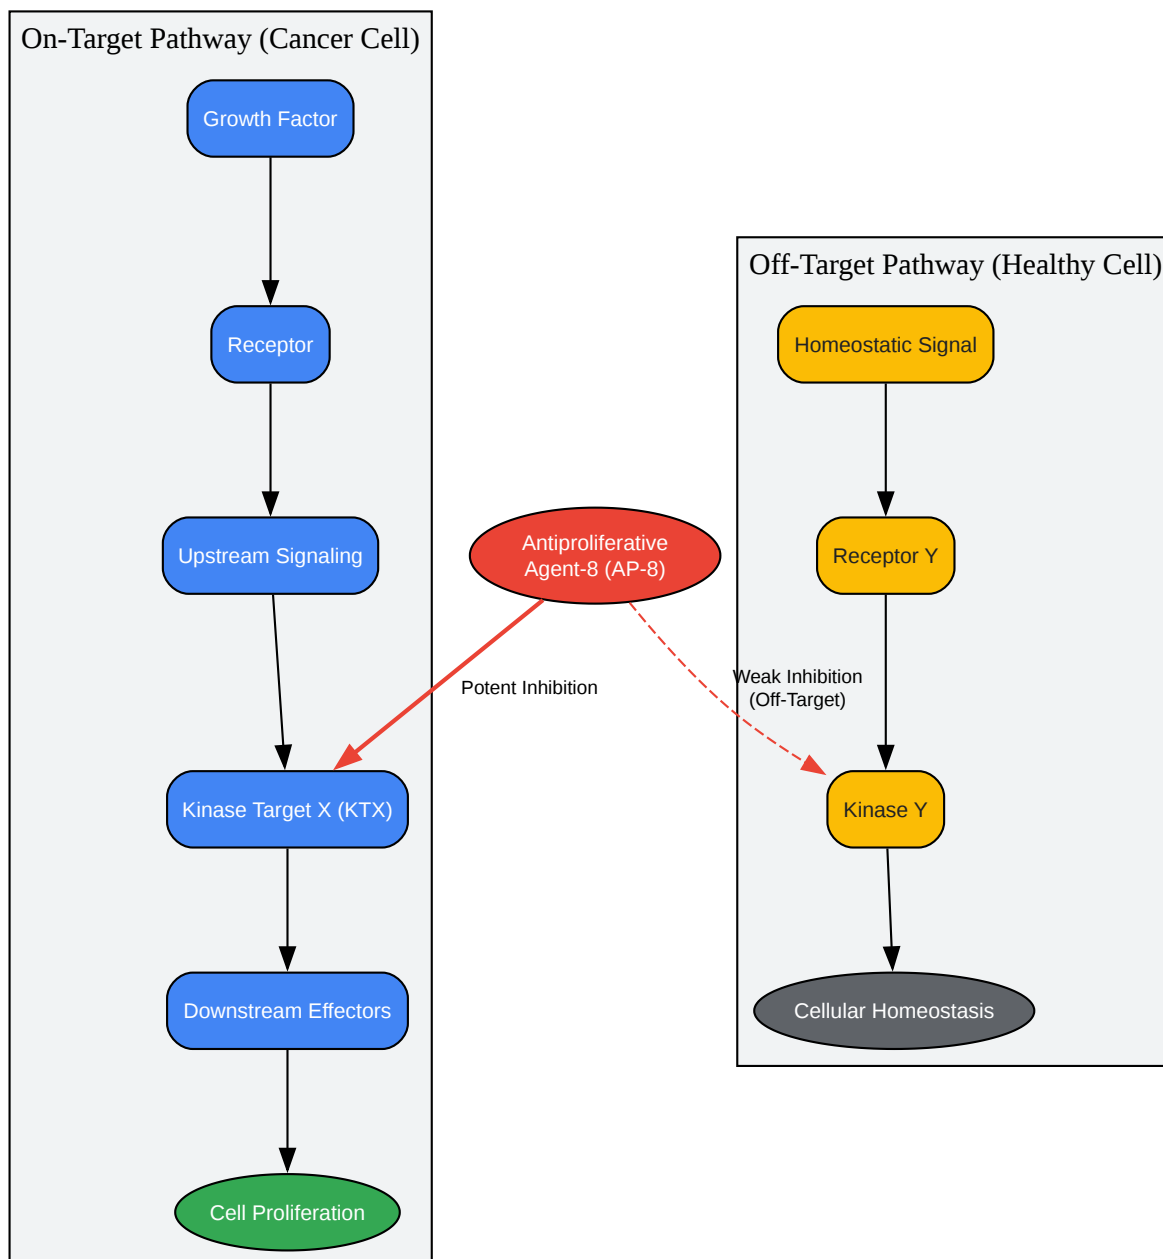 On-Target Pathway (Cancer Cell)
Growth Factor
Receptor
Upstream Signaling
Kinase Target X (KTX)
Downstream Effectors
Cell Proliferation
Antiproliferative
Agent-8 (AP-8)
Potent Inhibition
Weak Inhibition
(Off-Target)
Off-Target Pathway (Healthy Cell)
Homeostatic Signal
Receptor Y
Kinase Y
Cellular Homeostasis